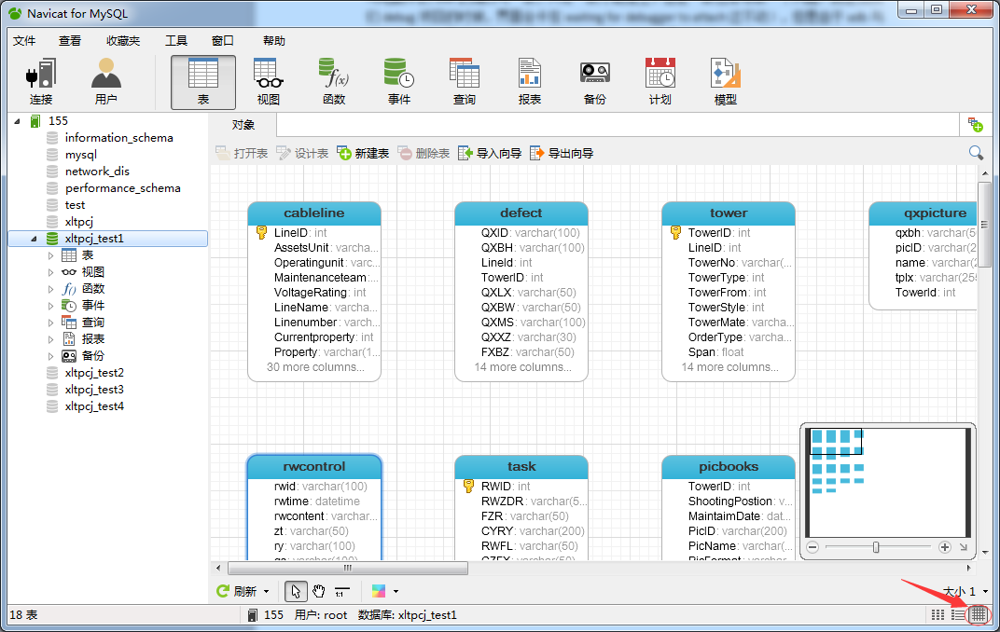 Navicat for MySQL
文件 查看 收藏夹 工具 窗口 帮助
连接 用户 表 视图 函数 事件 查询 报表 备份 计划 模型
155
information_schema
mysql
network_dis
performance_schema
test
xltpcj
xltpcj_test1
表
视图
函数
事件
查询
报表
备份
xltpcj_test2
xltpcj_test3
xltpcj_test4
对象
打开表 设计表 新建表 删除表 导入向导 导出向导
cableline
LineID: int
AssetsUnit: varcha...
Operatingunit: varc...
Maintenanceteam:...
VoltageRating: int
LineName: varcha...
Linenumber: varch...
Currentproperty: int
Property: varchar(1...
30 more columns...
defect
QXID: varchar(100)
QXBH: varchar(100)
LineId: int
TowerID: int
QXLX: varchar(50)
QXBW: varchar(50)
QXMS: varchar(100)
QXXZ: varchar(30)
FXBZ: varchar(50)
14 more columns...
tower
TowerID: int
LineID: int
TowerNo: varchar(...
TowerType: int
TowerFrom: int
TowerStyle: int
TowerMate: varcha...
OrderType: varcha...
Span: float
14 more columns...
qxpicture
qxbh: varchar(5
picID: varchar(2
name: varchar(2
tplx: varchar(25
TowerId: int
rwcontrol
rwid: varchar(100)
rwtime: datetime
rwcontent: varchar...
zt: varchar(50)
ry: varchar(100)
task
RWID: int
RWZDR: varchar(5...
FZR: varchar(50)
CYRY: varchar(200)
RWFL: varchar(50)
picbooks
TowerID: int
ShootingPostion: v...
MaintaimDate: dat...
PicID: varchar(200)
PicName: varchar(...
刷新 1:1 大小 1
18 表 155 用户: root 数据库: xltpcj_test1